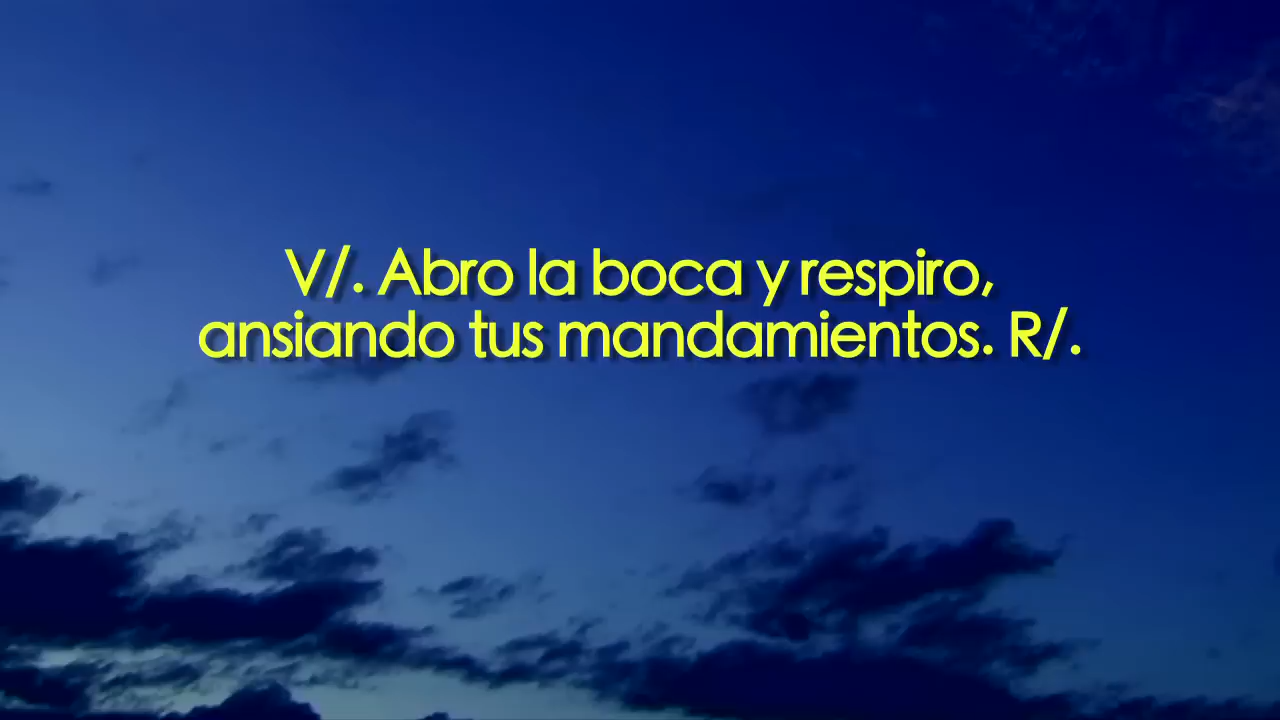 V/. Abro la boca y respiro,
ansiando tus mandamientos. R/.